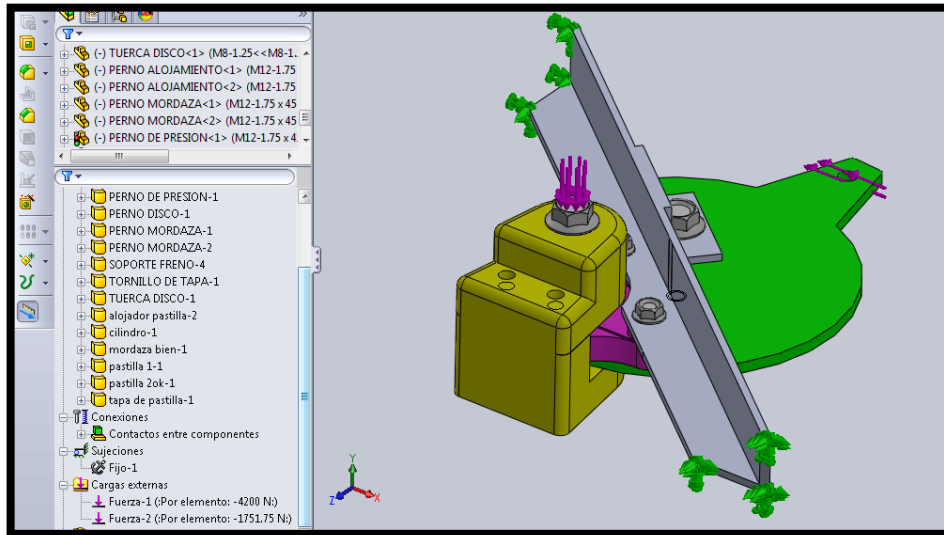 (-) TUERCA DISCO<1> (M8-1.25<<M8-1..
(-) PERNO ALOJAMIENTO<1> (M12-1.75
(-) PERNO ALOJAMIENTO<2> (M12-1.75
(-) PERNO MORDAZA<1> (M12-1.75 x 45
(-) PERNO MORDAZA<2> (M12-1.75 x 45
(-) PERNO DE PRESION<1> (M12-1.75 x 4
PERNO DE PRESION-1
PERNO DISCO-1
PERNO MORDAZA-1
PERNO MORDAZA-2
SOPORTE FRENO-4
TORNILLO DE TAPA-1
TUERCA DISCO-1
alojador pastilla-2
cilindro-1
mordaza bien-1
pastilla 1-1
pastilla 2ok-1
tapa de pastilla-1
Conexiones
Contactos entre componentes
Sujeciones
Fijo-1
Cargas externas
Fuerza-1 (:Por elemento: -4200 N:)
Fuerza-2 (:Por elemento: -1751.75 N:)
Y
Z
X